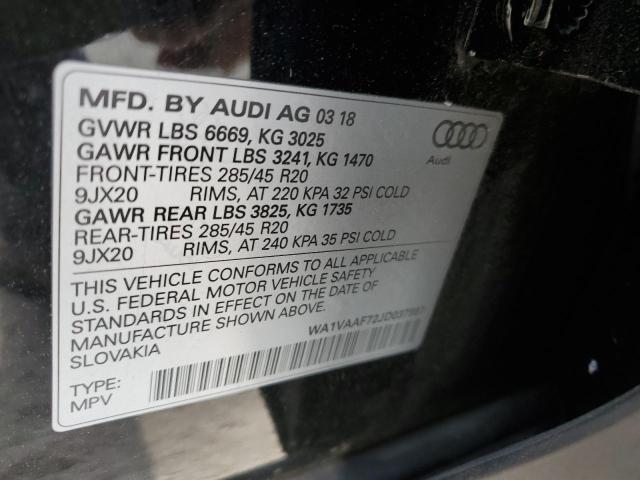 MFD. BY AUDI AG 03 18
GVWR LBS 6669, KG 3025
GAWR FRONT LBS 3241, KG 1470
FRONT-TIRES 285/45 R20
9JX20 RIMS, AT 220 KPA 32 PSI COLD
GAWR REAR LBS 3825, KG 1735
REAR-TIRES 285/45 R20
9JX20 RIMS, AT 240 KPA 35 PSI COLD
Audi
THIS VEHICLE CONFORMS TO ALL APPLICABLE
U.S. FEDERAL MOTOR VEHICLE SAFETY
STANDARDS IN EFFECT ON THE DATE OF
MANUFACTURE SHOWN ABOVE.
SLOVAKIA
TYPE:
MPV